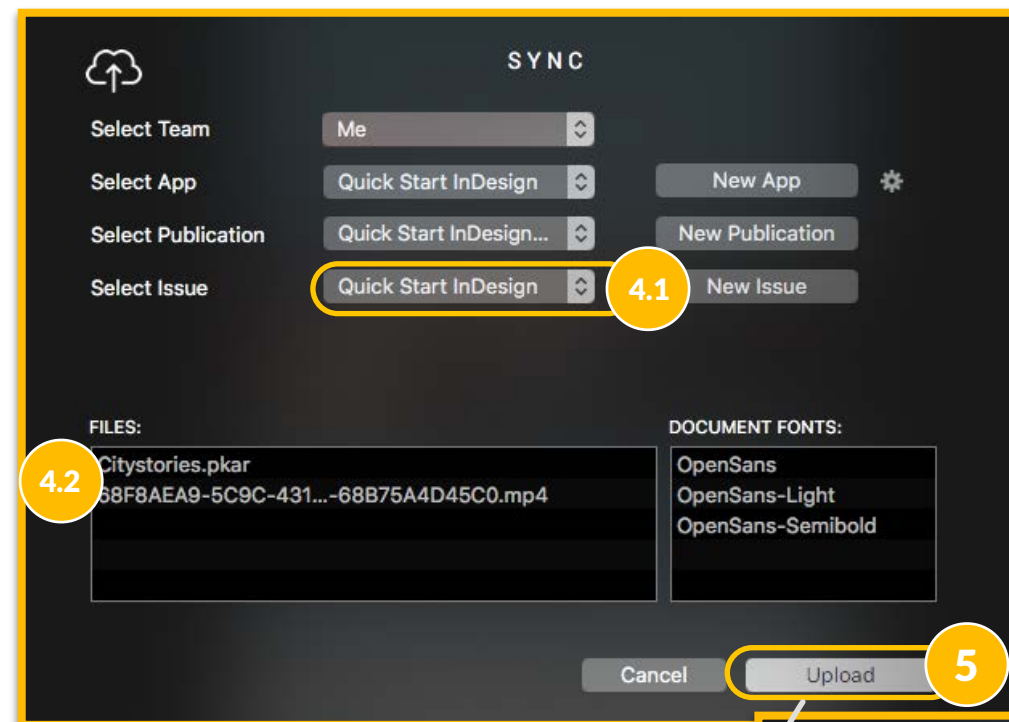 SYNC
Select Team Me
Select App Quick Start InDesign New App
Select Publication Quick Start InDesign... New Publication
Select Issue Quick Start InDesign 4.1 New Issue
FILES: DOCUMENT FONTS:
4.2 Citystories.pkar OpenSans
68F8AEA9-5C9C-431...-68B75A4D45C0.mp4 OpenSans-Light
OpenSans-Semibold
Cancel Upload 5